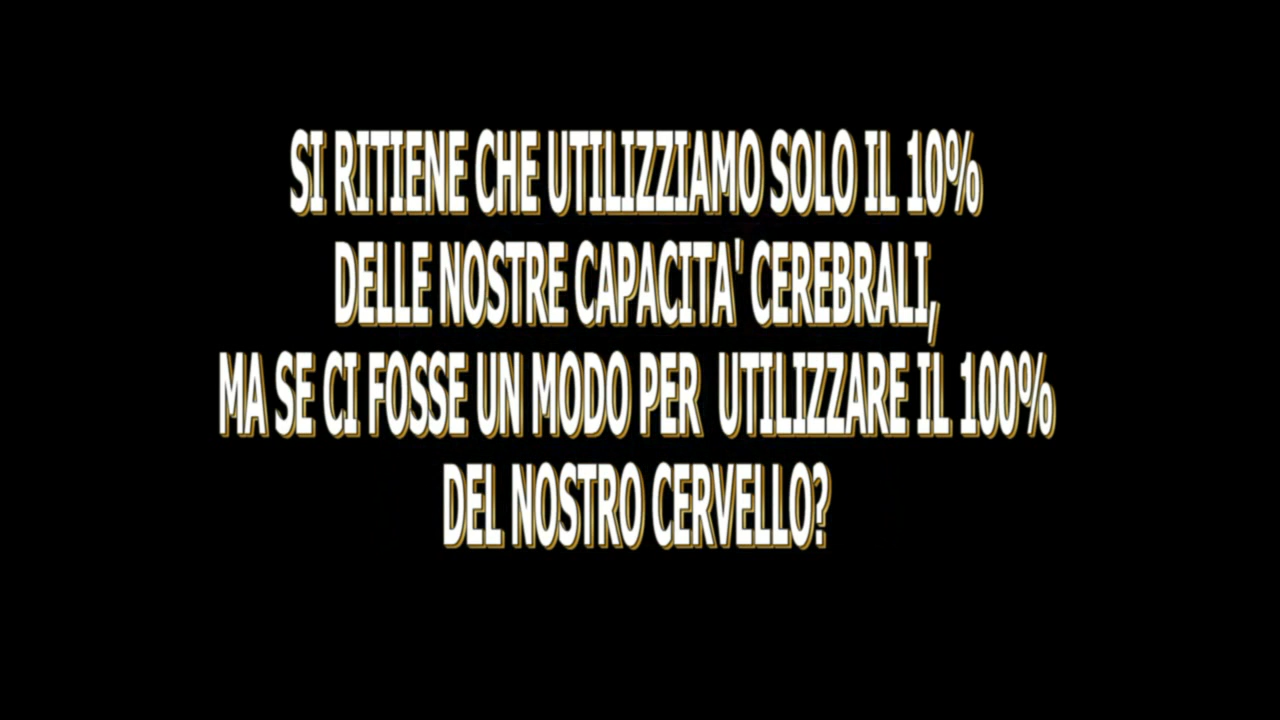 SI RITIENE CHE UTILIZZIAMO SOLO IL 10%
DELLE NOSTRE CAPACITA' CEREBRALI,
MA SE CI FOSSE UN MODO PER UTILIZZARE IL 100%
DEL NOSTRO CERVELLO?